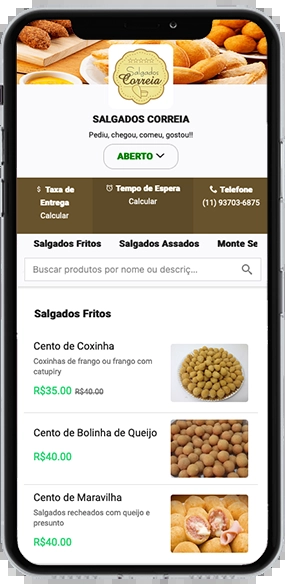 Salgados
Correia
SALGADOS CORREIA
Pediu, chegou, comeu, gostou!!
ABERTO
Taxa de
Entrega
Calcular
Tempo de Espera
Calcular
Telefone
(11) 93703-6875
Salgados Fritos
Salgados Assados
Monte Se
Buscar produtos por nome ou descriç...
Salgados Fritos
Cento de Coxinha
Coxinhas de frango ou frango com
catupiry
R$35.00 R$40.00
Cento de Bolinha de Queijo
R$40.00
Cento de Maravilha
Salgados recheados com queijo e
presunto
R$40.00